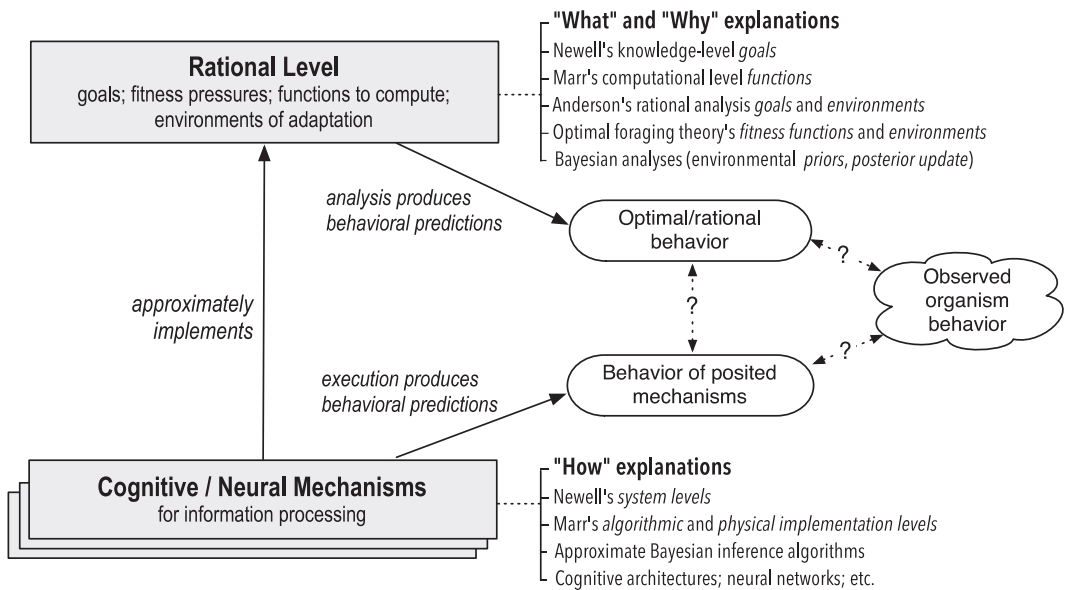 "What" and "Why" explanations
Newell's knowledge-level goals
Marr's computational level functions
Anderson's rational analysis goals and environments
Optimal foraging theory's fitness functions and environments
Bayesian analyses (environmental priors, posterior update)
Rational Level
goals; fitness pressures; functions to compute;
environments of adaptation
analysis produces
behavioral predictions
Optimal/rational
behavior
?
?
Observed
organism
behavior
approximately
implements
?
execution produces
behavioral predictions
Behavior of posited
mechanisms
Cognitive / Neural Mechanisms
for information processing
"How" explanations
Newell's system levels
Marr's algorithmic and physical implementation levels
Approximate Bayesian inference algorithms
Cognitive architectures; neural networks; etc.